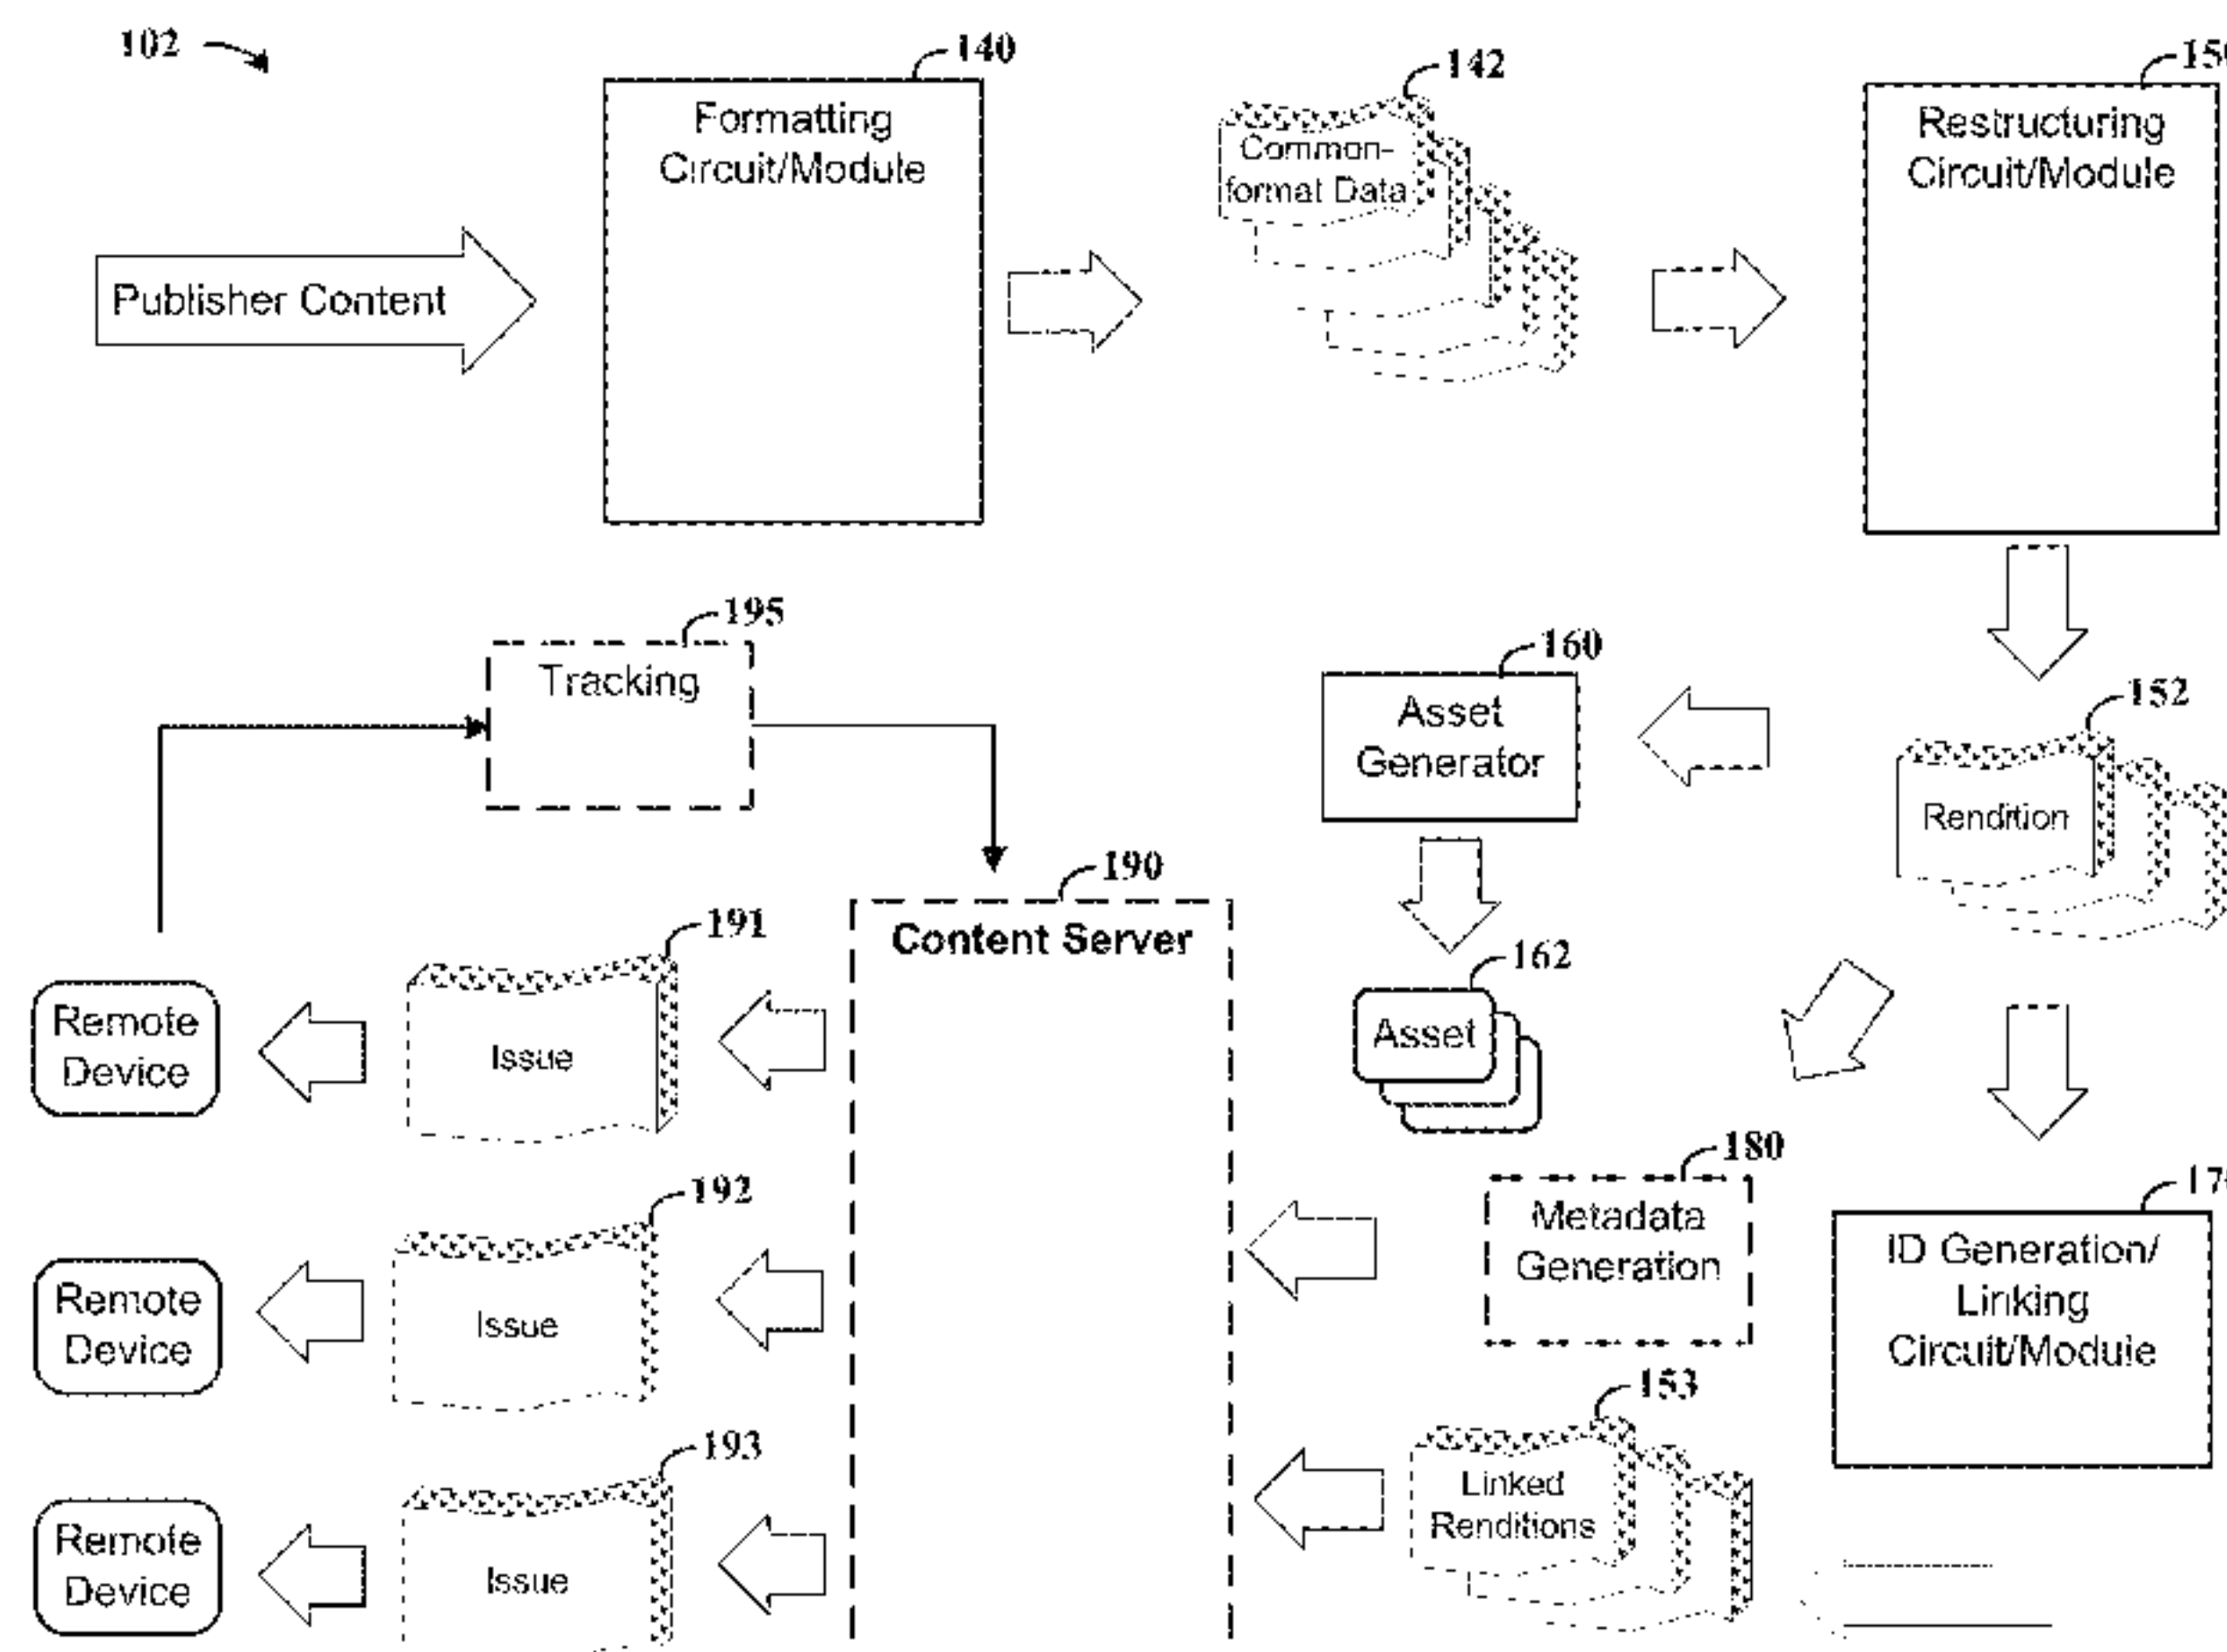 102
140
142
Formatting
Circuit/Module
Common-
format Data
Restructuring
Circuit/Module
Publisher Content
195
Tracking
160
Asset
Generator
152
Rendition
190
Content Server
191
Issue
Remote
Device
162
Asset
180
Metadata
Generation
192
Issue
Remote
Device
ID Generation/
Linking
Circuit/Module
153
Linked
Renditions
193
Issue
Remote
Device